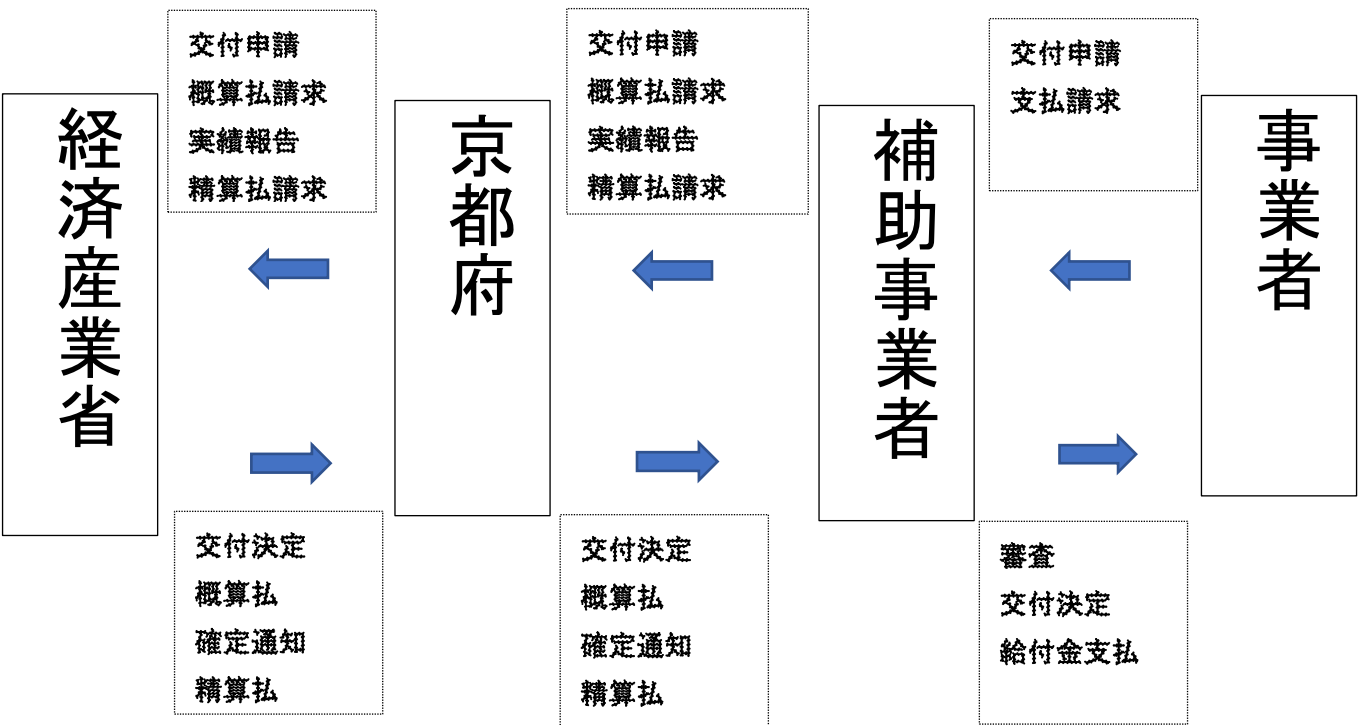 交付申請
概算払請求
実績報告
精算払請求
交付申請
概算払請求
実績報告
精算払請求
交付申請
支払請求
経済産業省
京都府
補助事業者
事業者
交付決定
概算払
確定通知
精算払
交付決定
概算払
確定通知
精算払
審査
交付決定
給付金支払